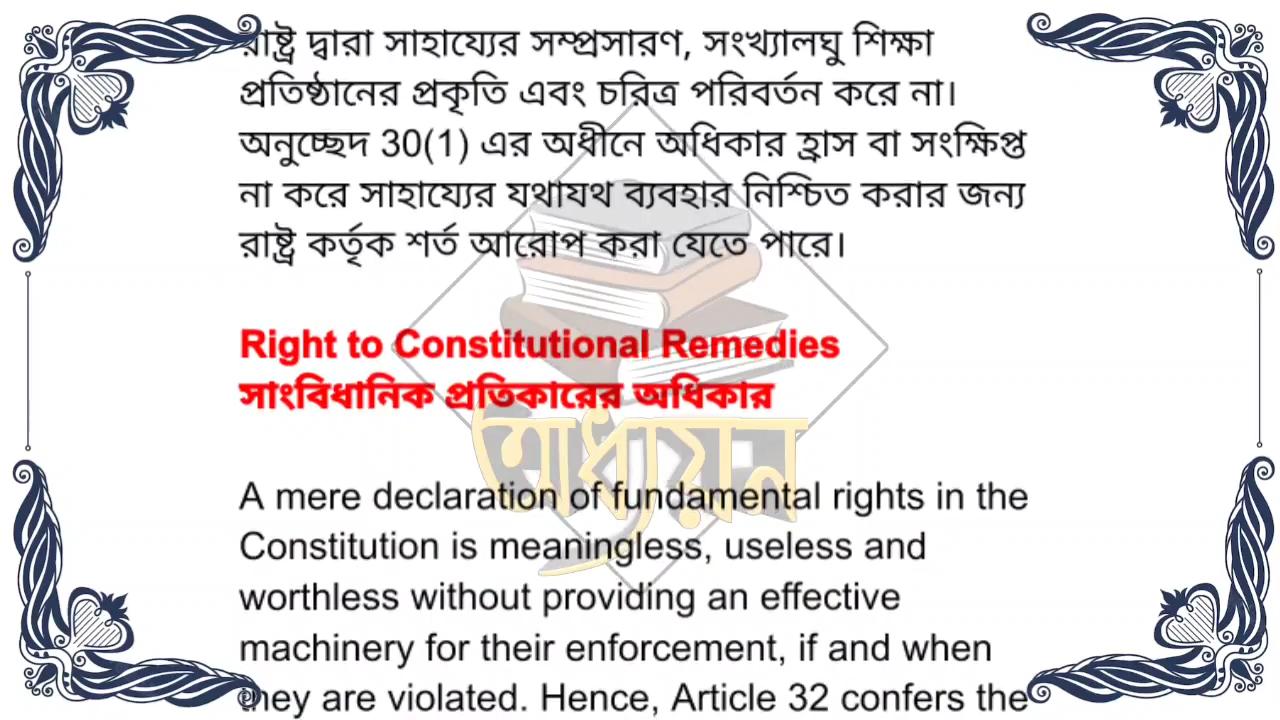 রাষ্ট্র দ্বারা সাহায্যের সম্প্রসারণ, সংখ্যালঘু শিক্ষা
প্রতিষ্ঠানের প্রকৃতি এবং চরিত্র পরিবর্তন করে না।
অনুচ্ছেদ 30(1) এর অধীনে অধিকার হ্রাস বা সংক্ষিপ্ত
না করে সাহায্যের যথাযথ ব্যবহার নিশ্চিত করার জন্য
রাষ্ট্র কর্তৃক শর্ত আরোপ করা যেতে পারে।
Right to Constitutional Remedies
সাংবিধানিক প্রতিকারের অধিকার
অধ্যয়ন
A mere declaration of fundamental rights in the
Constitution is meaningless, useless and
worthless without providing an effective
machinery for their enforcement, if and when
they are violated. Hence, Article 32 confers the